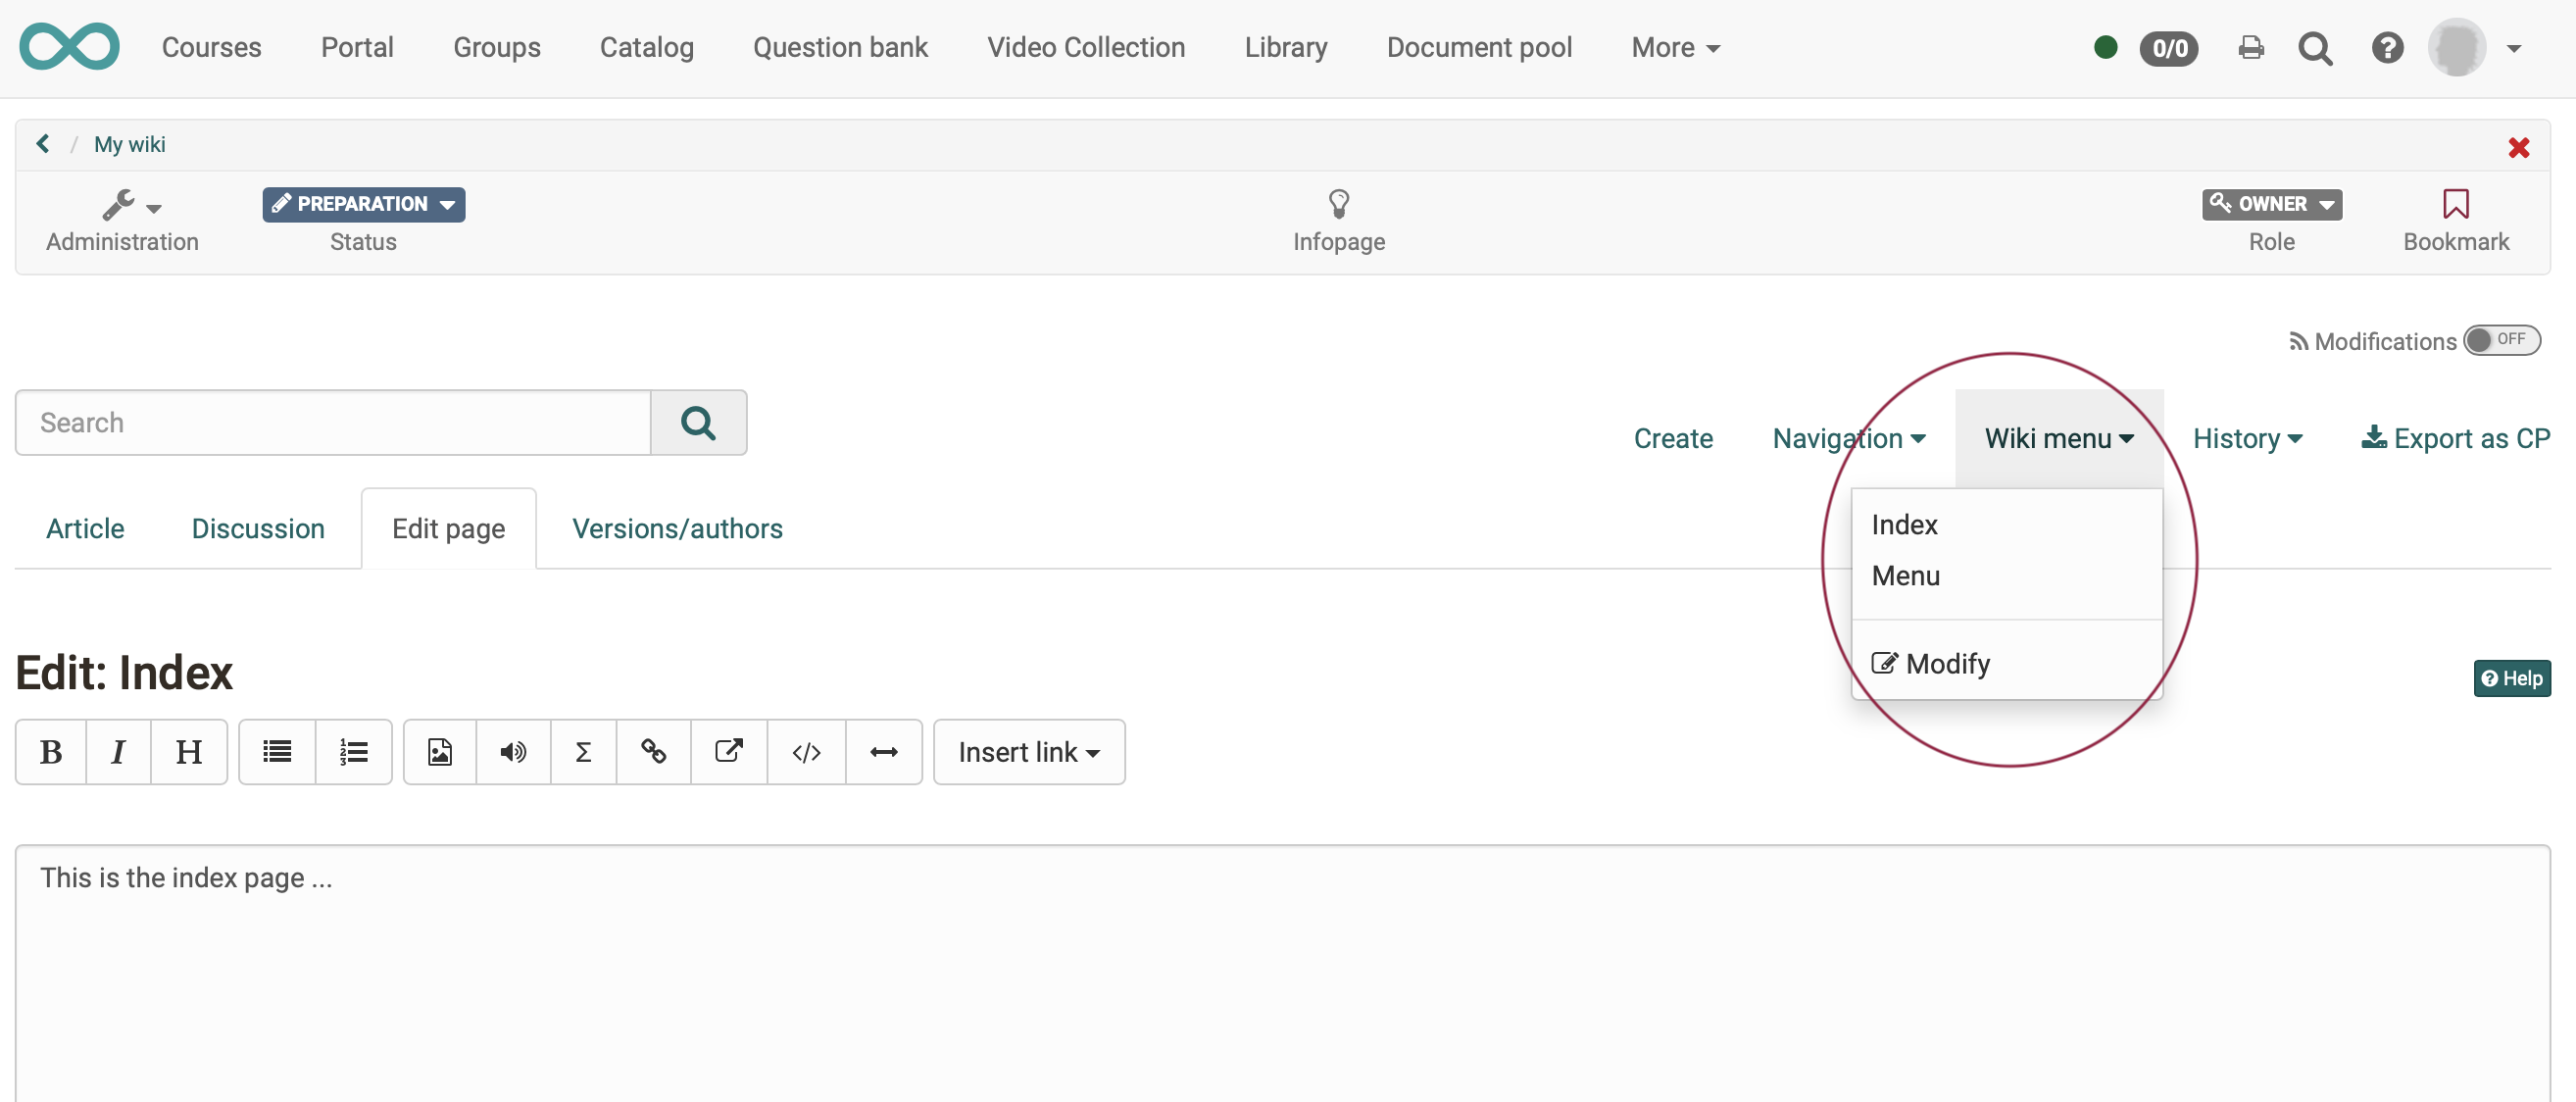 Courses Portal Groups Catalog Question bank Video Collection Library Document pool More 0/0
/ My wiki
PREPARATION OWNER
Administration Status Infopage Role Bookmark
Modifications OFF
Search
Create Navigation Wiki menu History Export as CP
Index
Menu
Modify
Article Discussion Edit page Versions/authors
Edit: Index
Help
B I H Σ </> Insert link
This is the index page ...